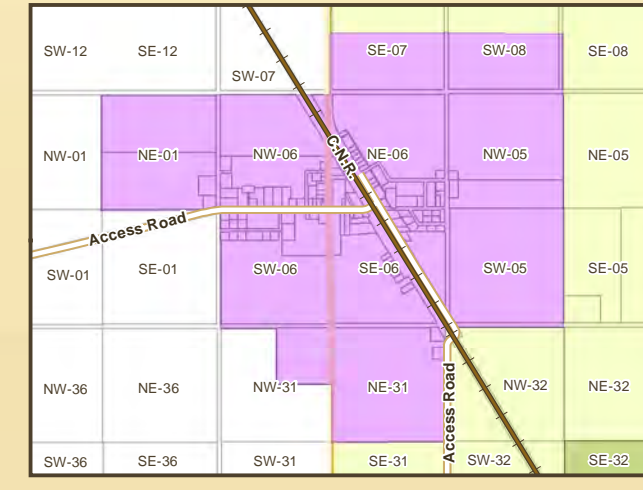 SW-12 SE-12 SE-07 SW-08 SE-08
SW-07
NW-01 NE-01 NW-06 C.N.R. NE-06 NW-05 NE-05
Access Road
SW-01 SE-01 SW-06 SE-06 SW-05 SE-05
NW-36 NE-36 NW-31 NE-31 Access Road NW-32 NE-32
SW-36 SE-36 SW-31 SE-31 SW-32 SE-32